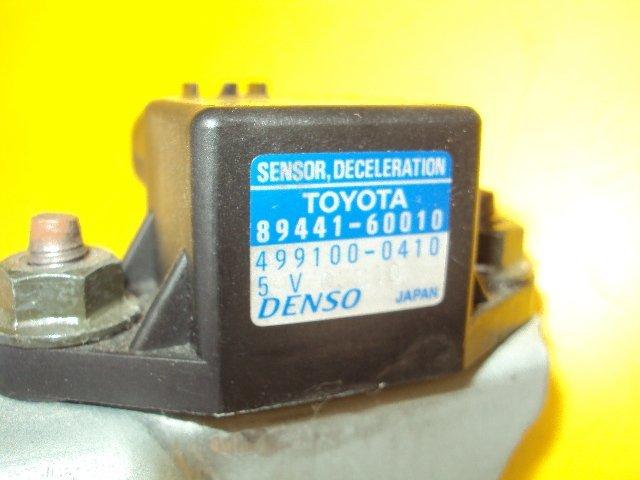 SENSOR, DECELERATION
TOYOTA
89441-60010
499100-0410
5 V
DENSO JAPAN